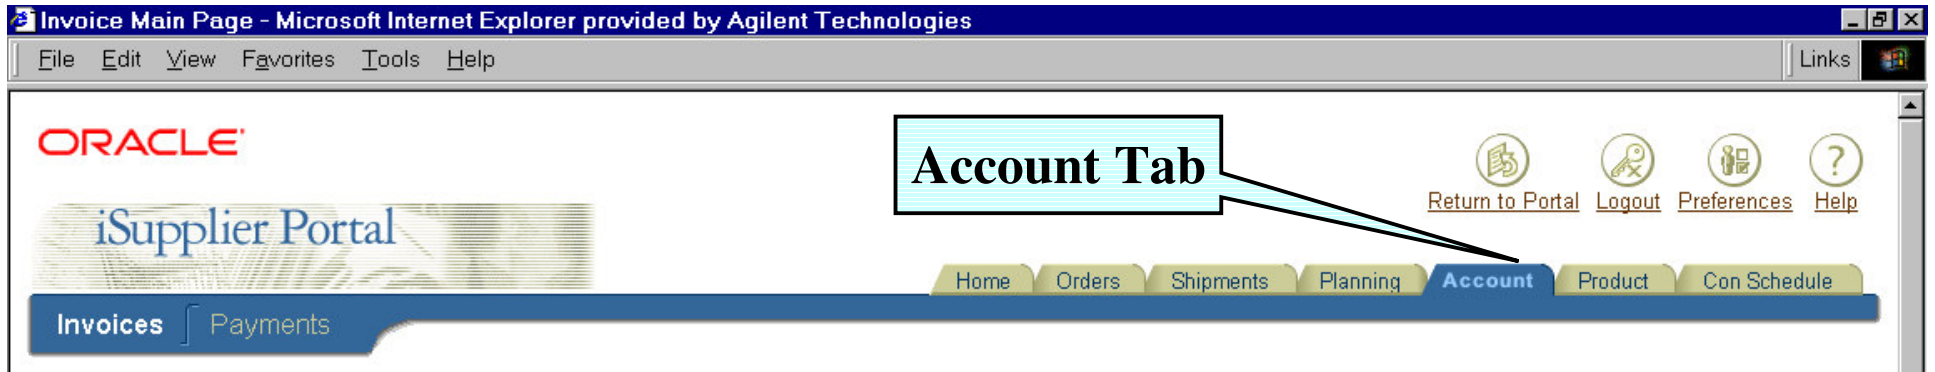 Invoice Main Page - Microsoft Internet Explorer provided by Agilent Technologies
File Edit View Favorites Tools Help Links
ORACLE
Account Tab
Return to Portal Logout Preferences Help
iSupplier Portal
Home Orders Shipments Planning Account Product Con Schedule
Invoices Payments